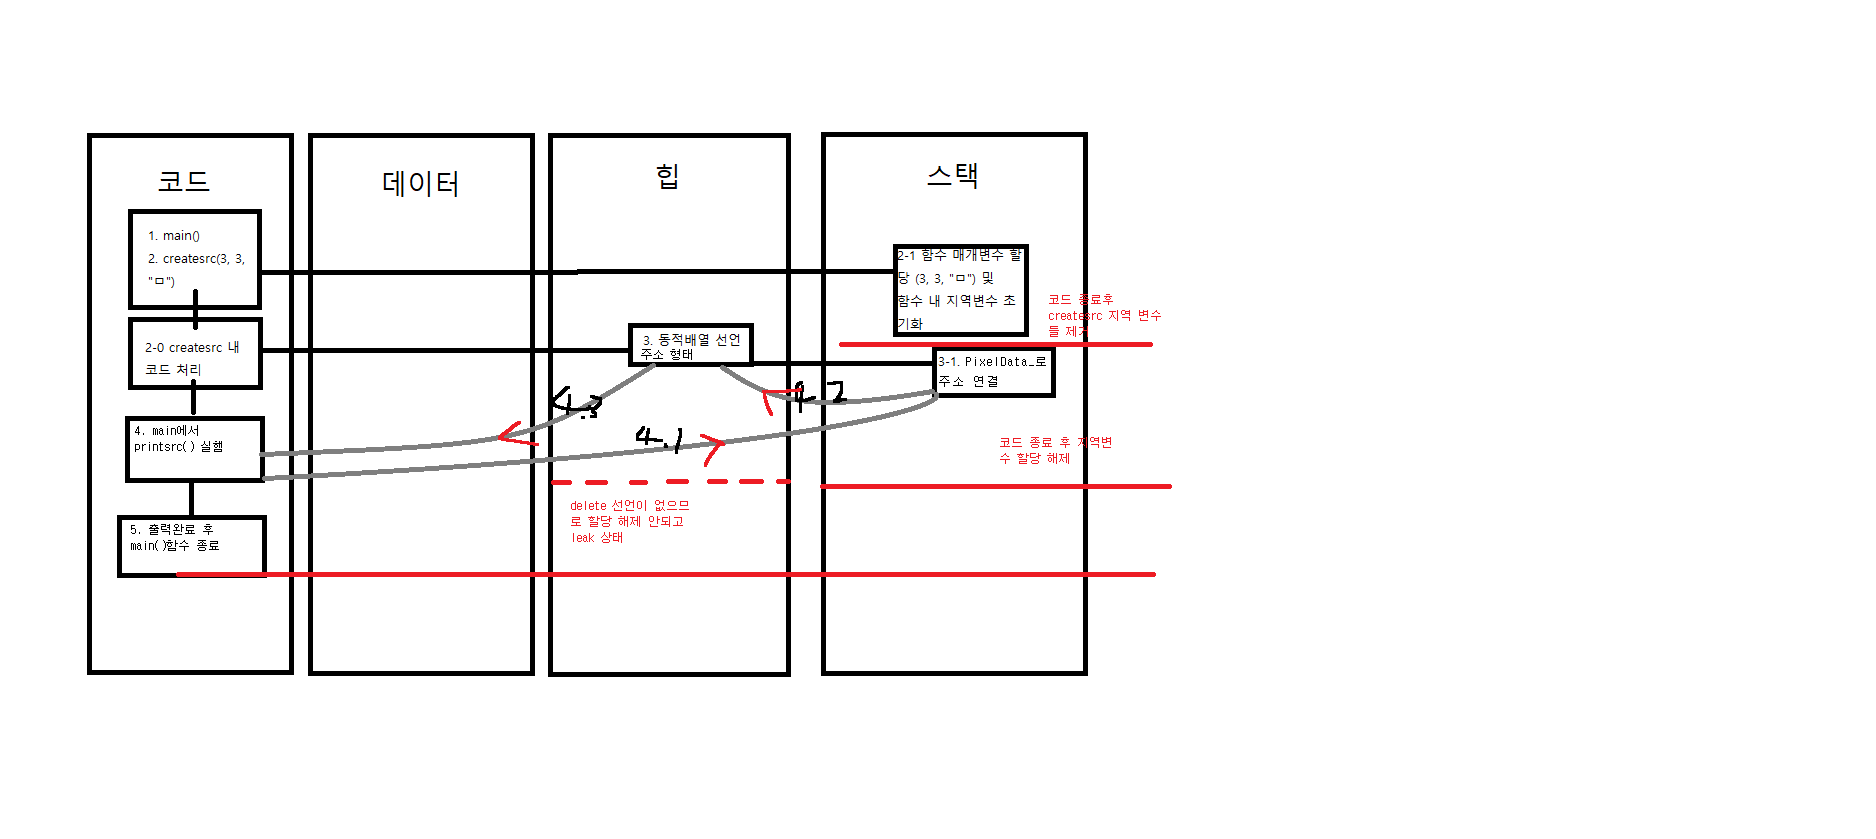 코드
데이터
힙
스택
1. main()
2. createsrc(3, 3,
"ㅁ")
2-1 함수 매개변수 할
당 (3, 3, "ㅁ") 및
함수 내 지역변수 초
기화
코드 종료후
createsrc 지역 변수
들 제거
2-0 createsrc 내
코드 처리
3. 동적배열 선언
주소 형태
3-1. PixelData_로
주소 연결
4.3
4.2
4.1
4. main에서
printsrc() 실행
코드 종료 후 지역변
수 할당 해제
delete 선언이 없으므
로 할당 해제 안되고
leak 상태
5. 출력완료 후
main()함수 종료